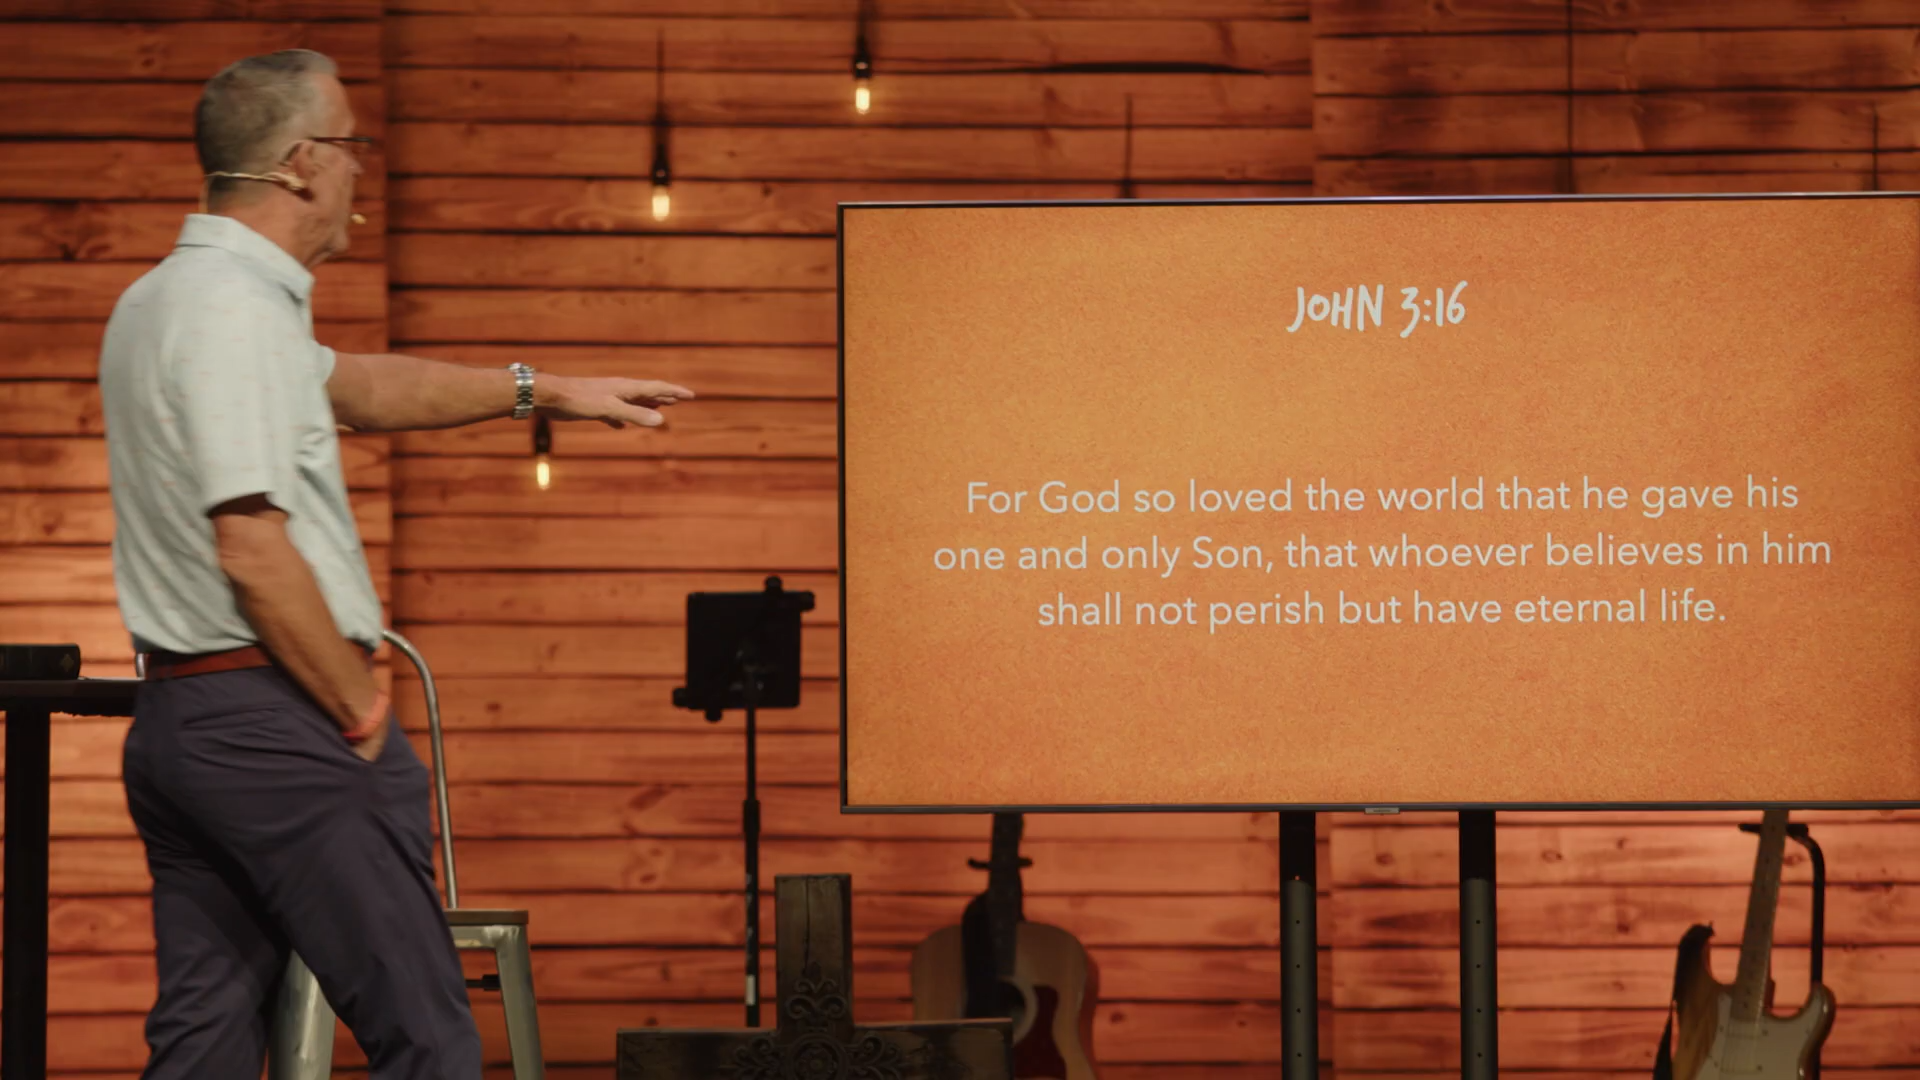 JOHN 3:16
For God so loved the world that he gave his
one and only Son, that whoever believes in him
shall not perish but have eternal life.